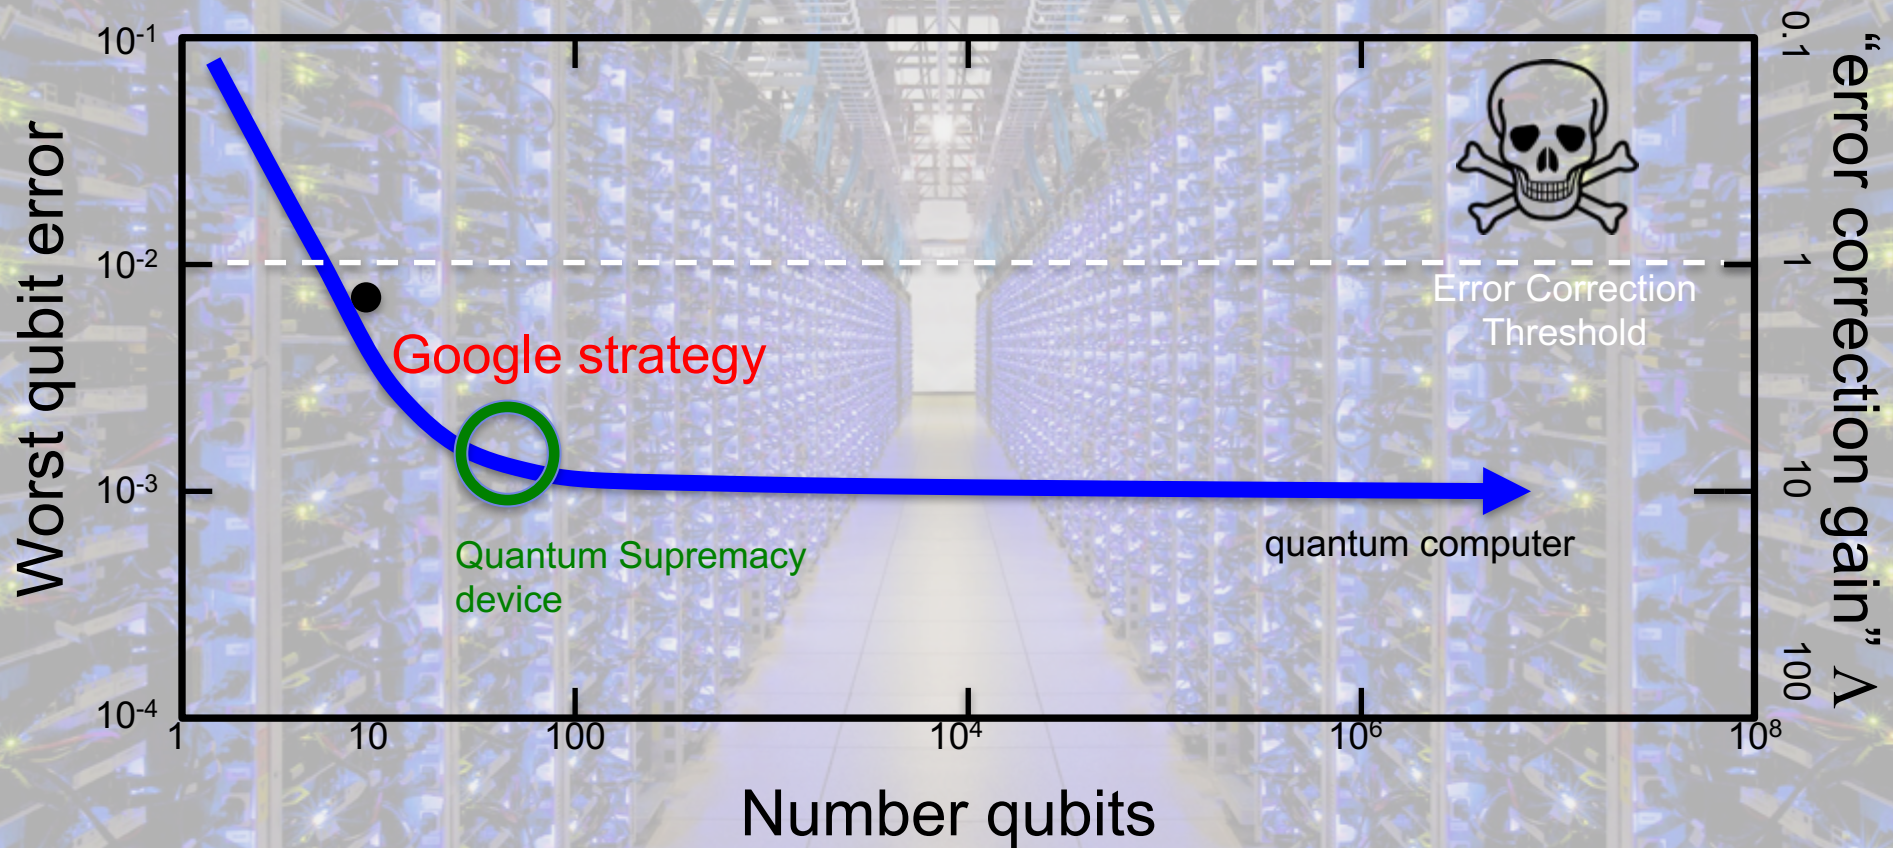 10⁻¹
10⁻²
10⁻³
10⁻⁴
Worst qubit error
1
10
100
10⁴
10⁶
10⁸
Number qubits
Google strategy
Quantum Supremacy
device
Error Correction
Threshold
quantum computer
0.1
1
10
100
“error correction gain” Λ